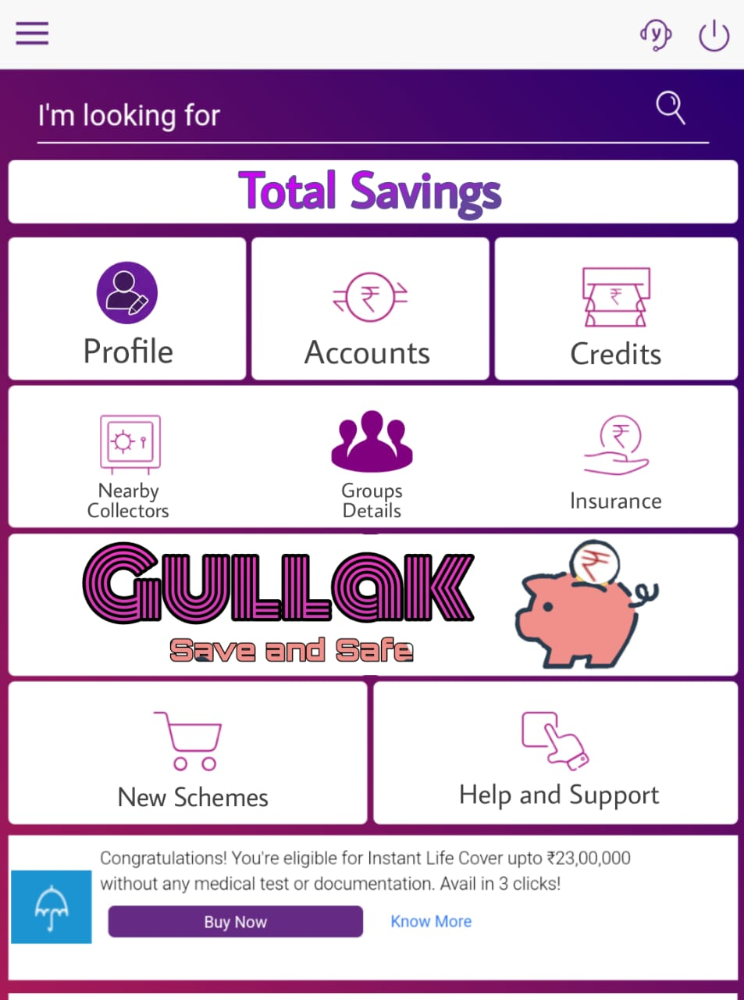 I'm looking for
Total Savings
Profile
Accounts
Credits
Nearby
Collectors
Groups
Details
Insurance
Gullak
Save and Safe
New Schemes
Help and Support
Congratulations! You're eligible for Instant Life Cover upto ₹23,00,000
without any medical test or documentation. Avail in 3 clicks!
Buy Now
Know More